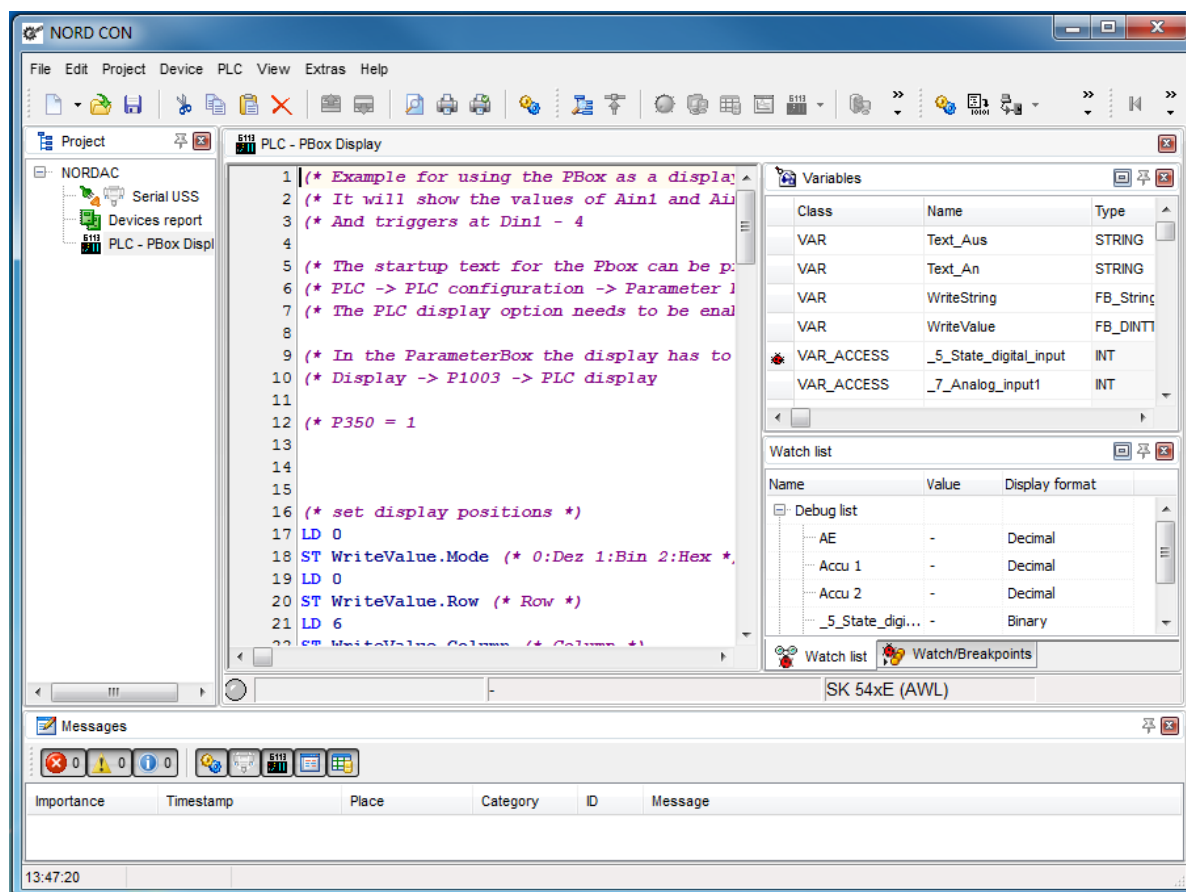 NORD CON
File Edit Project Device PLC View Extras Help
Project
NORDAC
Serial USS
Devices report
PLC - PBox Displ
PLC - PBox Display
1 (* Example for using the PBox as a display
2 (* It will show the values of Ain1 and Ain
3 (* And triggers at Din1 - 4
4
5 (* The startup text for the Pbox can be p
6 (* PLC -> PLC configuration -> Parameter
7 (* The PLC display option needs to be ena
8
9 (* In the ParameterBox the display has to
10 (* Display -> P1003 -> PLC display
11
12 (* P350 = 1
13
14
15
16 (* set display positions *)
17 LD 0
18 ST WriteValue.Mode (* 0:Dez 1:Bin 2:Hex *
19 LD 0
20 ST WriteValue.Row (* Row *)
21 LD 6
22 ST WriteValue.Column (* Column *)
Variables
Class Name Type
VAR Text_Aus STRING
VAR Text_An STRING
VAR WriteString FB_String
VAR WriteValue FB_DINTT
VAR_ACCESS _5_State_digital_input INT
VAR_ACCESS _7_Analog_input1 INT
Watch list
Name Value Display format
Debug list
AE - Decimal
Accu 1 - Decimal
Accu 2 - Decimal
_5_State_digi... - Binary
Watch list Watch/Breakpoints
- SK 54xE (AWL)
Messages
0 0 0
Importance Timestamp Place Category ID Message
13:47:20